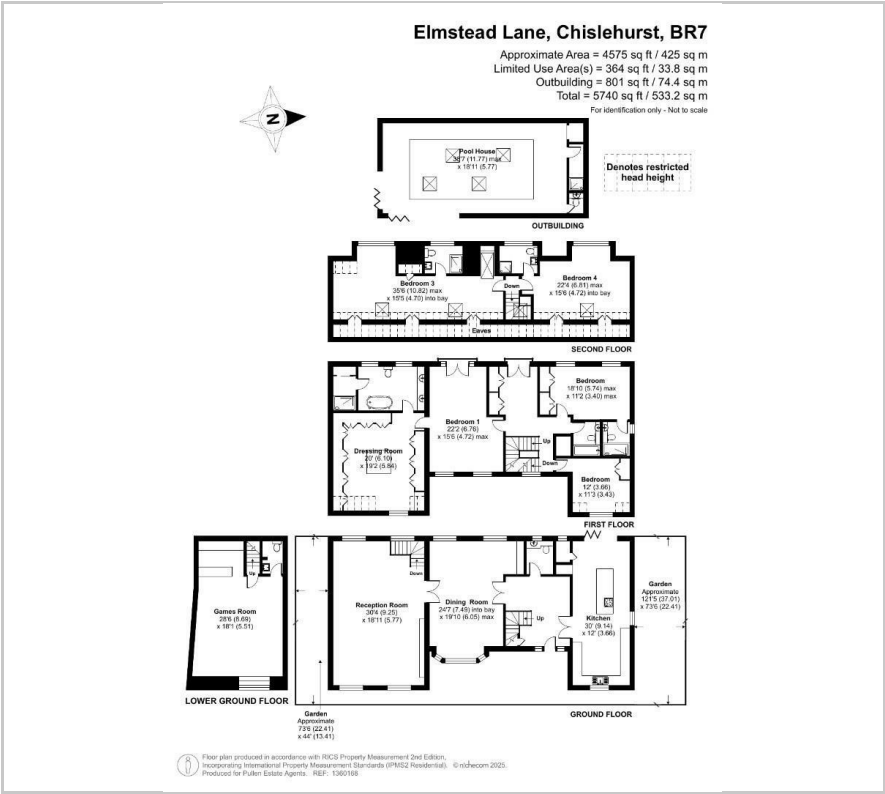 Elmstead Lane, Chislehurst, BR7
Approximate Area = 4575 sq ft / 425 sq m
Limited Use Area(s) = 364 sq ft / 33.8 sq m
Outbuilding = 801 sq ft / 74.4 sq m
Total = 5740 sq ft / 533.2 sq m
For identification only - Not to scale
N
Pool House
38'7 (11.77) max
x 18'11 (5.77)
Denotes restricted
head height
OUTBUILDING
Bedroom 3
35'6 (10.82) max
x 15'5 (4.70) into bay
Down
Bedroom 4
22'4 (6.81) max
x 15'6 (4.72) into bay
Eaves
SECOND FLOOR
Bedroom
18'10 (5.74) max
x 11'2 (3.40) max
Bedroom 1
22'2 (6.76)
x 15'6 (4.72) max
Up
Down
Dressing Room
20' (6.10)
x 19'2 (5.84)
Bedroom
12' (3.66)
x 11'3 (3.43)
FIRST FLOOR
Up
Games Room
28'6 (8.69)
x 18'1 (5.51)
LOWER GROUND FLOOR
Down
Reception Room
30'4 (9.25)
x 18'11 (5.77)
Dining Room
24'7 (7.49) into bay
x 19'10 (6.05) max
Up
Kitchen
30' (9.14)
x 12' (3.66)
Garden
Approximate
121'5 (37.01)
x 73'6 (22.41)
Garden
Approximate
73'6 (22.41)
x 44' (13.41)
GROUND FLOOR
Floor plan produced in accordance with RICS Property Measurement 2nd Edition,
Incorporating International Property Measurement Standards (IPMS2 Residential). © nichecom 2025.
Produced for Pullen Estate Agents. REF: 1360168